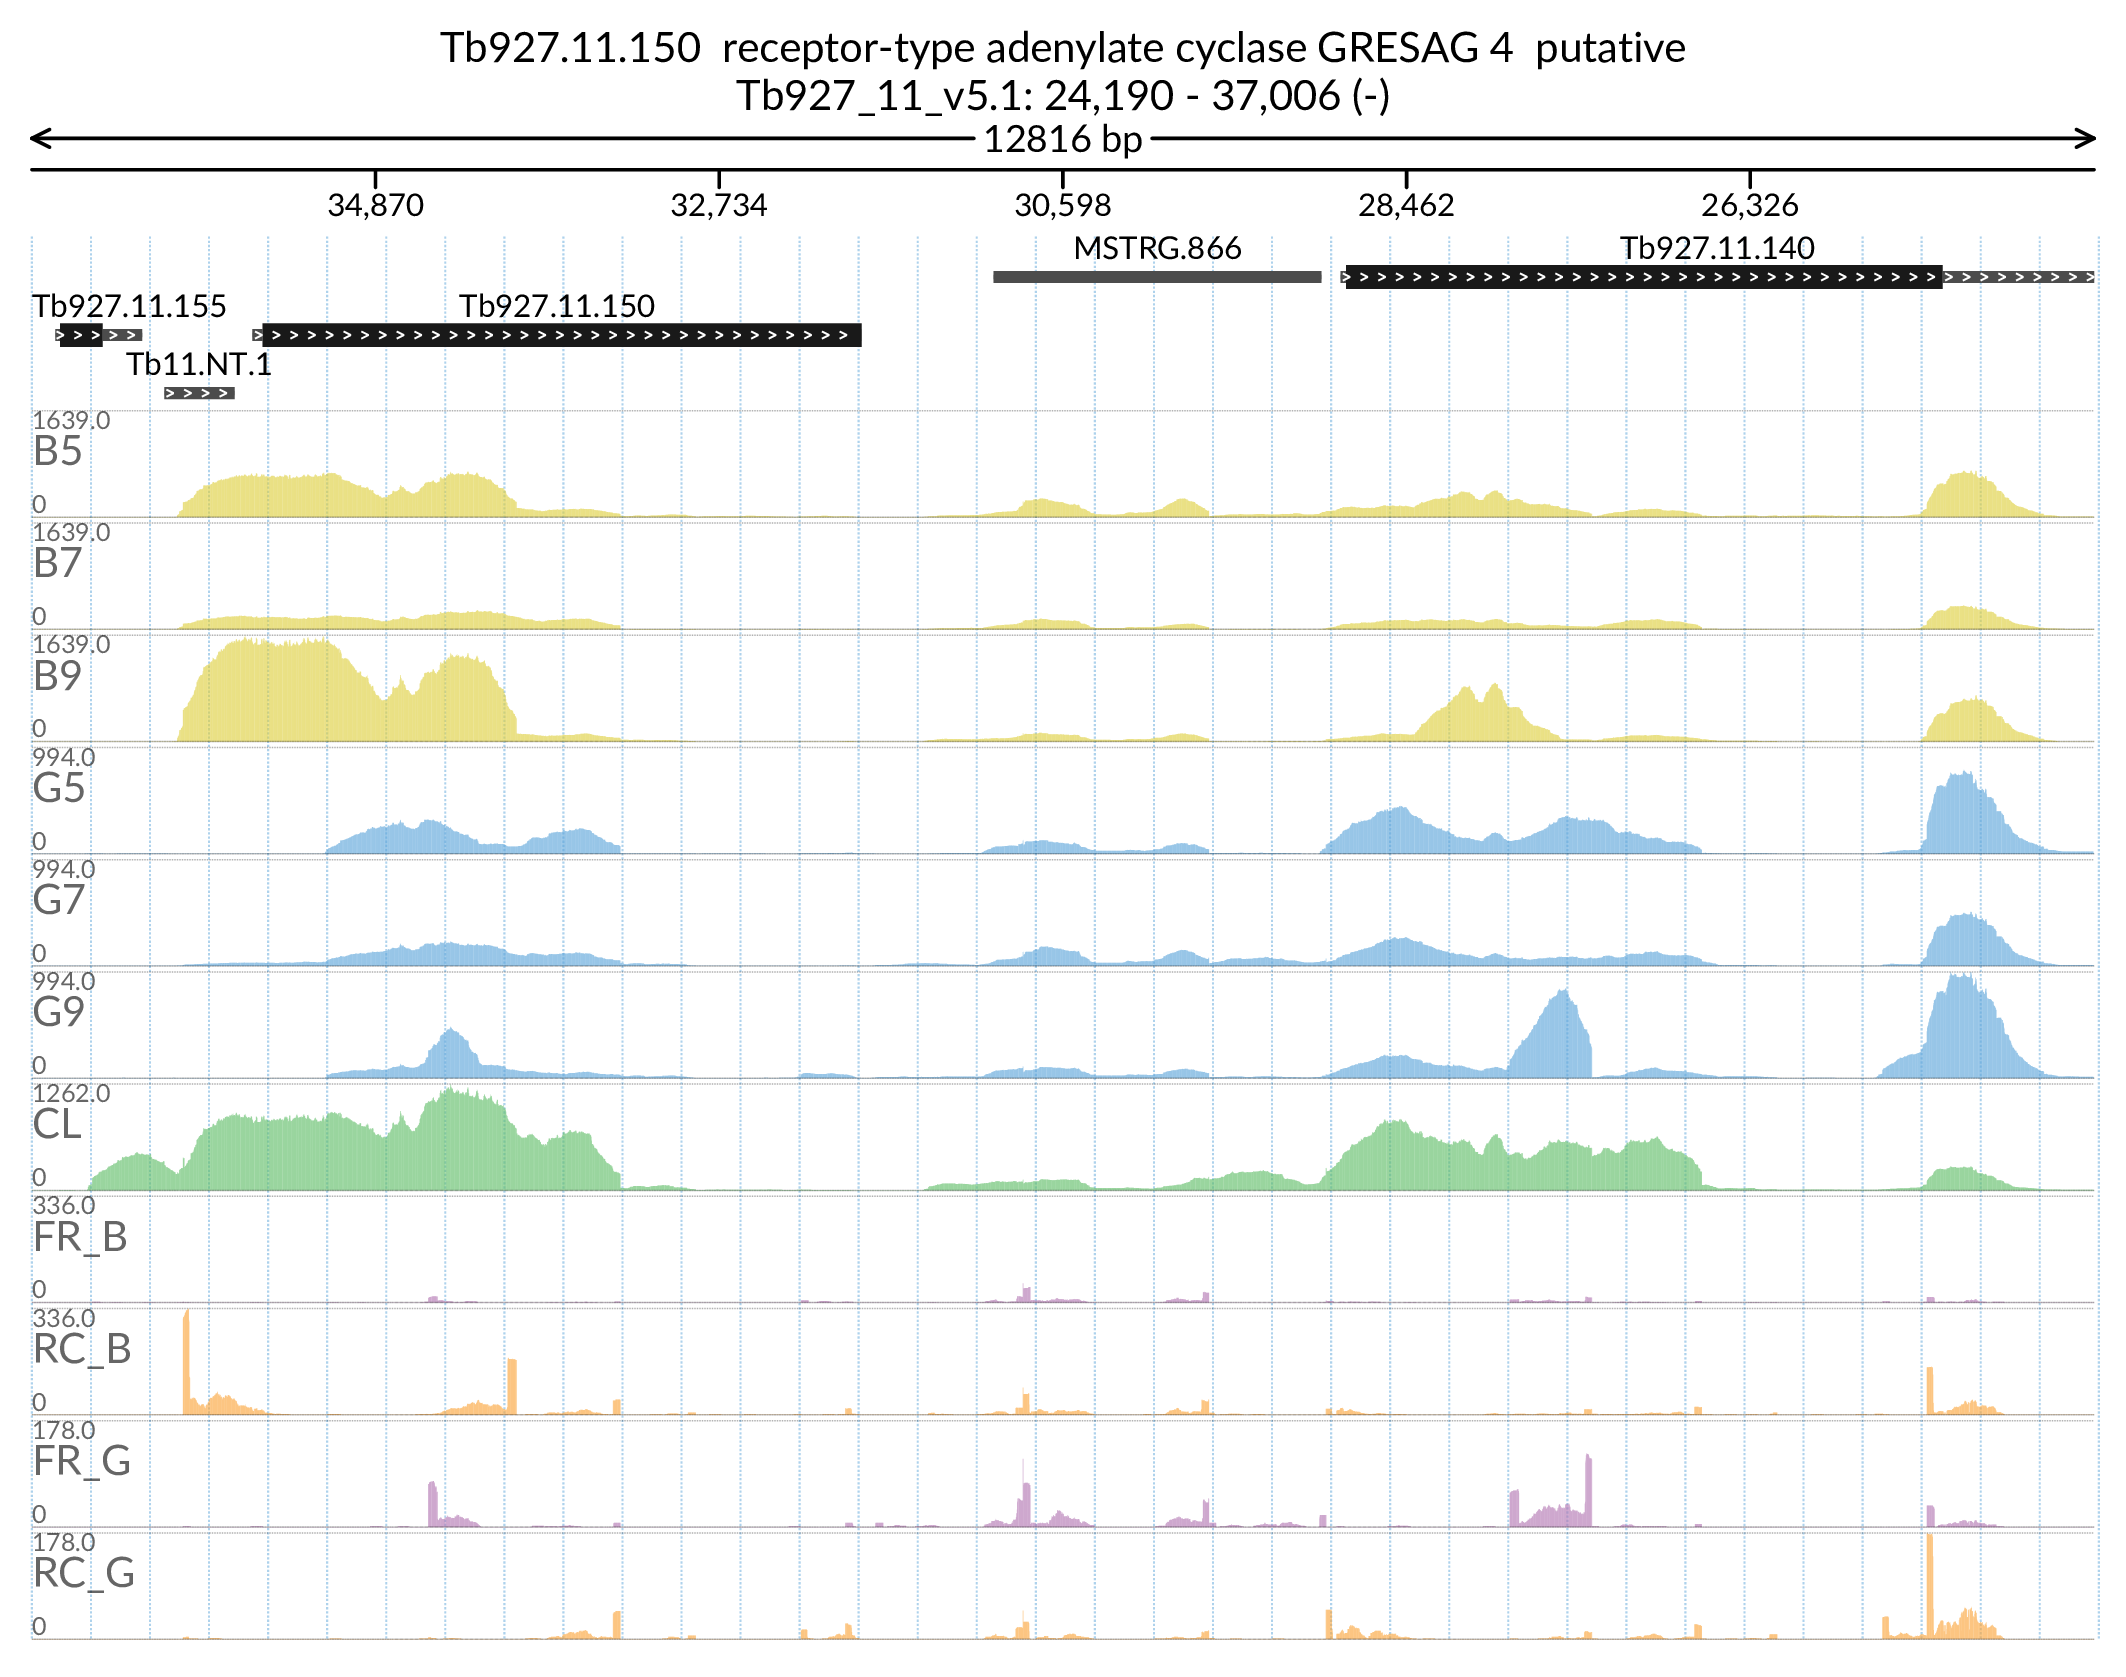 Tb927.11.150  receptor-type adenylate cyclase GRESAG 4  putative
Tb927_11_v5.1: 24,190 - 37,006 (-)
12816 bp
34,870 32,734 30,598 28,462 26,326
MSTRG.866 Tb927.11.140
Tb927.11.155 Tb927.11.150
Tb11.NT.1
1639.0
B5
0
1639.0
B7
0
1639.0
B9
0
994.0
G5
0
994.0
G7
0
994.0
G9
0
1262.0
CL
0
336.0
FR_B
0
336.0
RC_B
0
178.0
FR_G
0
178.0
RC_G
0